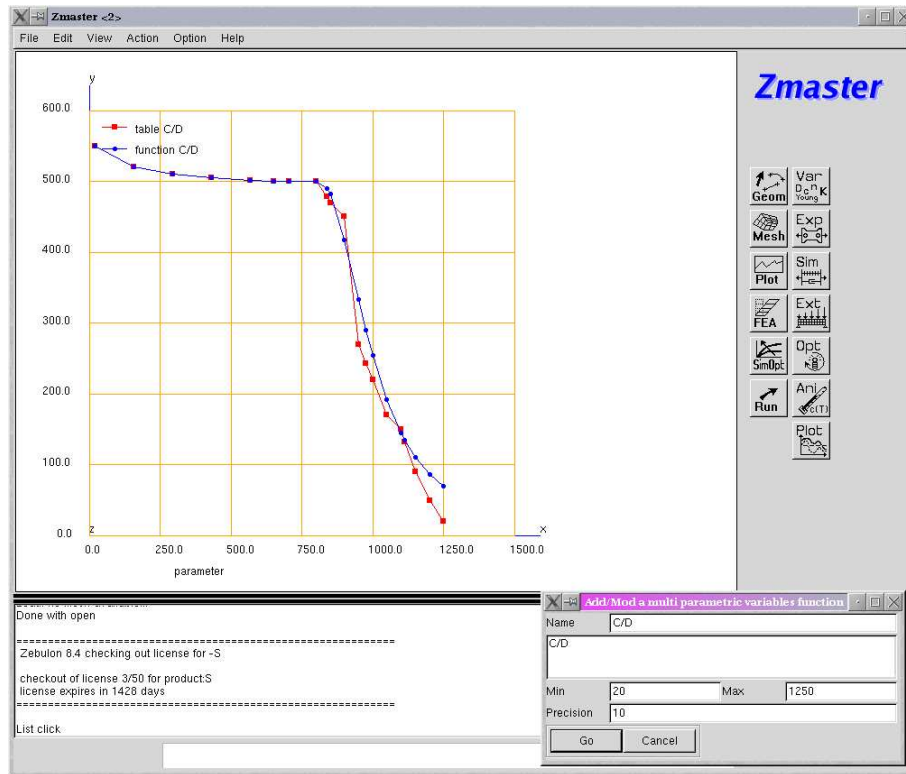 Zmaster <2>
File Edit View Action Option Help
Zmaster
y
600.0
500.0
400.0
300.0
200.0
100.0
0.0
table C/D
function C/D
z
x
0.0 250.0 500.0 750.0 1000.0 1250.0 1500.0
parameter
Geom
Var
D c n K
Young
Mesh
Exp
Plot
Sim
FEA
Ext
SimOpt
Opt
Run
Ani
c(T)
Plot
Done with open
==========================================================
Zebulon 8.4 checking out license for -S
checkout of license 3/50 for product:S
license expires in 1428 days
==========================================================
List click
Add/Mod a multi parametric variables function
Name C/D
C/D
Min 20 Max 1250
Precision 10
Go Cancel